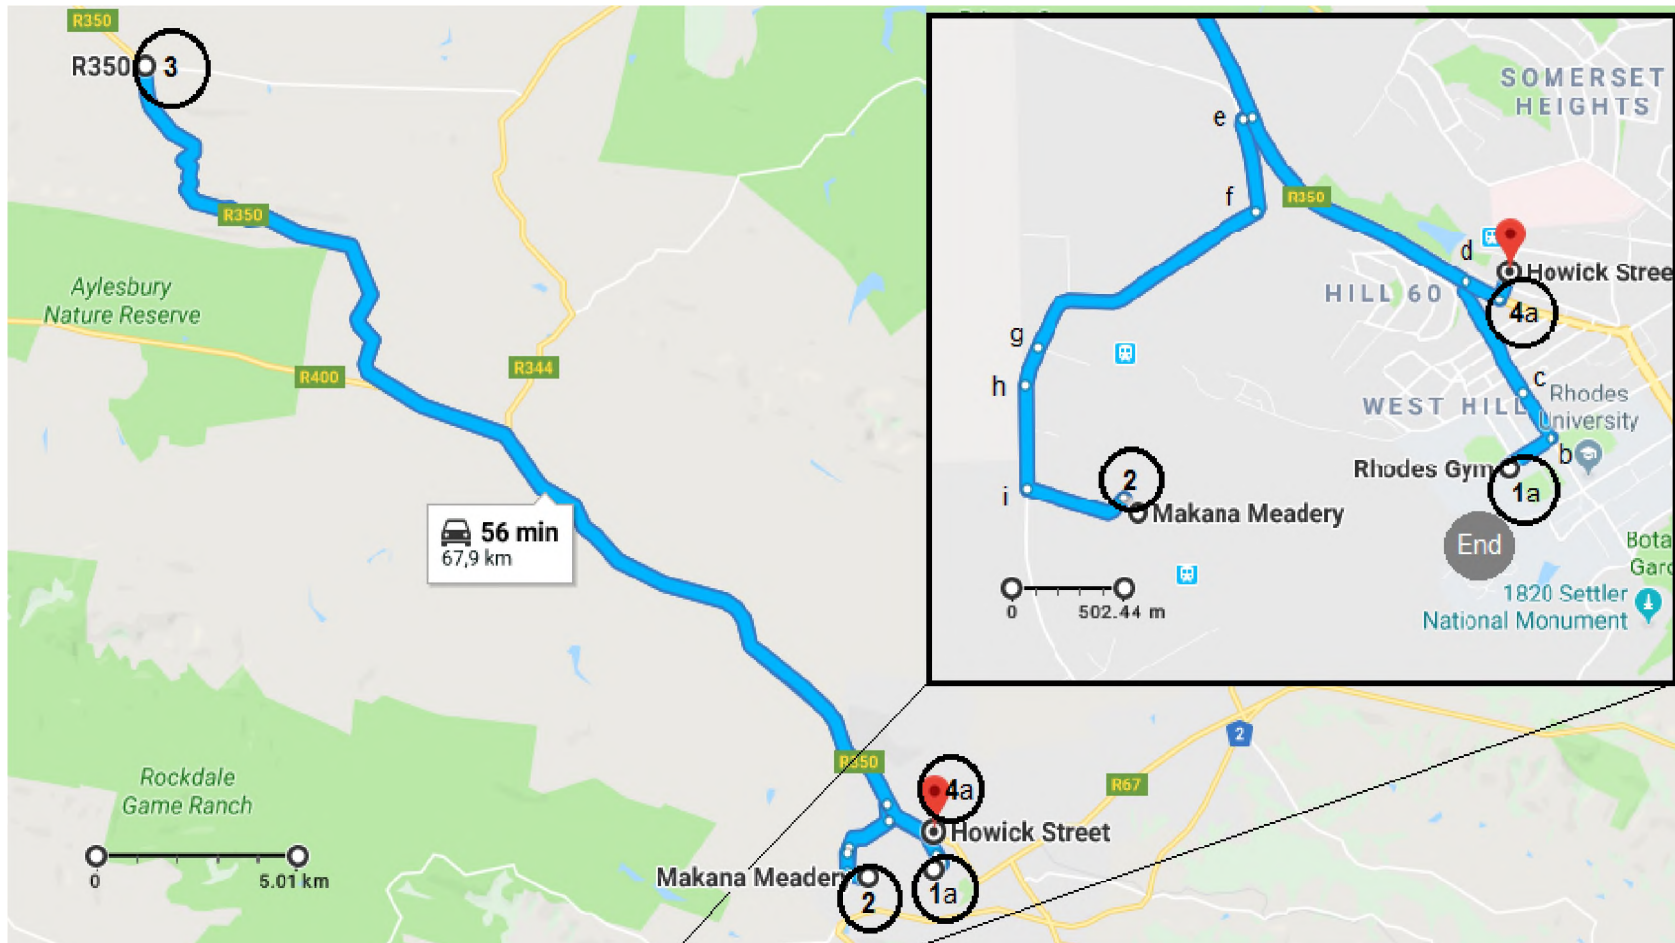 R350
R350
3
R350
Aylesbury
Nature Reserve
R400
R344
56 min
67,9 km
Rockdale
Game Ranch
0
5.01 km
R350
4a
Howick Street
Makana Meadery
2
1a
R67
2
SOMERSET
HEIGHTS
e
f
R350
d
Howick Stree
HILL 60
4a
g
h
c
Rhodes
University
WEST HILL
b
Rhodes Gym
1a
2
i
Makana Meadery
End
Bota
Gard
0
502.44 m
1820 Settler
National Monument